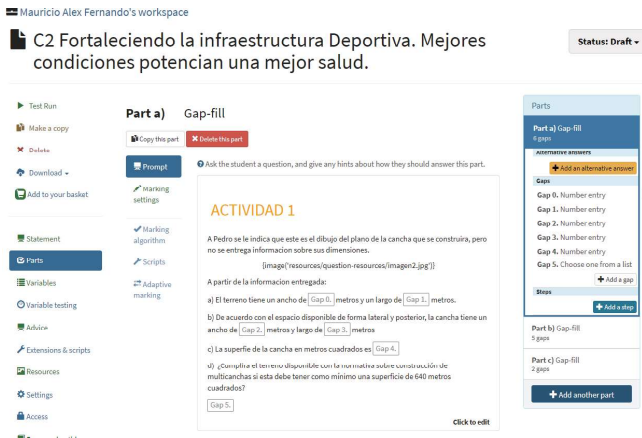 Mauricio Alex Fernando's workspace
C2 Fortaleciendo la infraestructura Deportiva. Mejores
condiciones potencian una mejor salud.
Status: Draft
Test Run
Make a copy
Delete
Download
Add to your basket
Statement
Parts
Variables
Variable testing
Advice
Extensions & scripts
Resources
Settings
Access
Part a) Gap-fill
Copy this part
Delete this part
Prompt
Marking
settings
Marking
algorithm
Scripts
Adaptive
marking
Ask the student a question, and give any hints about how they should answer this part.
ACTIVIDAD 1
A Pedro se le indica que este es el dibujo del plano de la cancha que se construira, pero
no se entrega informacion sobre sus dimensiones.
{image('resources/question-resources/imagen2.jpg')}
A partir de la informacion entregada:
a) El terreno tiene un ancho de Gap 0. metros y un largo de Gap 1. metros.
b) De acuerdo con el espacio disponible de forma lateral y posterior, la cancha tiene un
ancho de Gap 2. metros y largo de Gap 3. metros
c) La superfie de la cancha en metros cuadrados es Gap 4.
d) ¿Cumplira el terreno disponible con la normativa sobre construcción de
multicanchas si esta debe tener como mínimo una superficie de 640 metros
cuadrados?
Gap 5.
Click to edit
Parts
Part a) Gap-fill
6 gaps
Alternative answers
Add an alternative answer
Gaps
Gap 0. Number entry
Gap 1. Number entry
Gap 2. Number entry
Gap 3. Number entry
Gap 4. Number entry
Gap 5. Choose one from a list
Add a gap
Steps
Add a step
Part b) Gap-fill
5 gaps
Part c) Gap-fill
2 gaps
Add another part